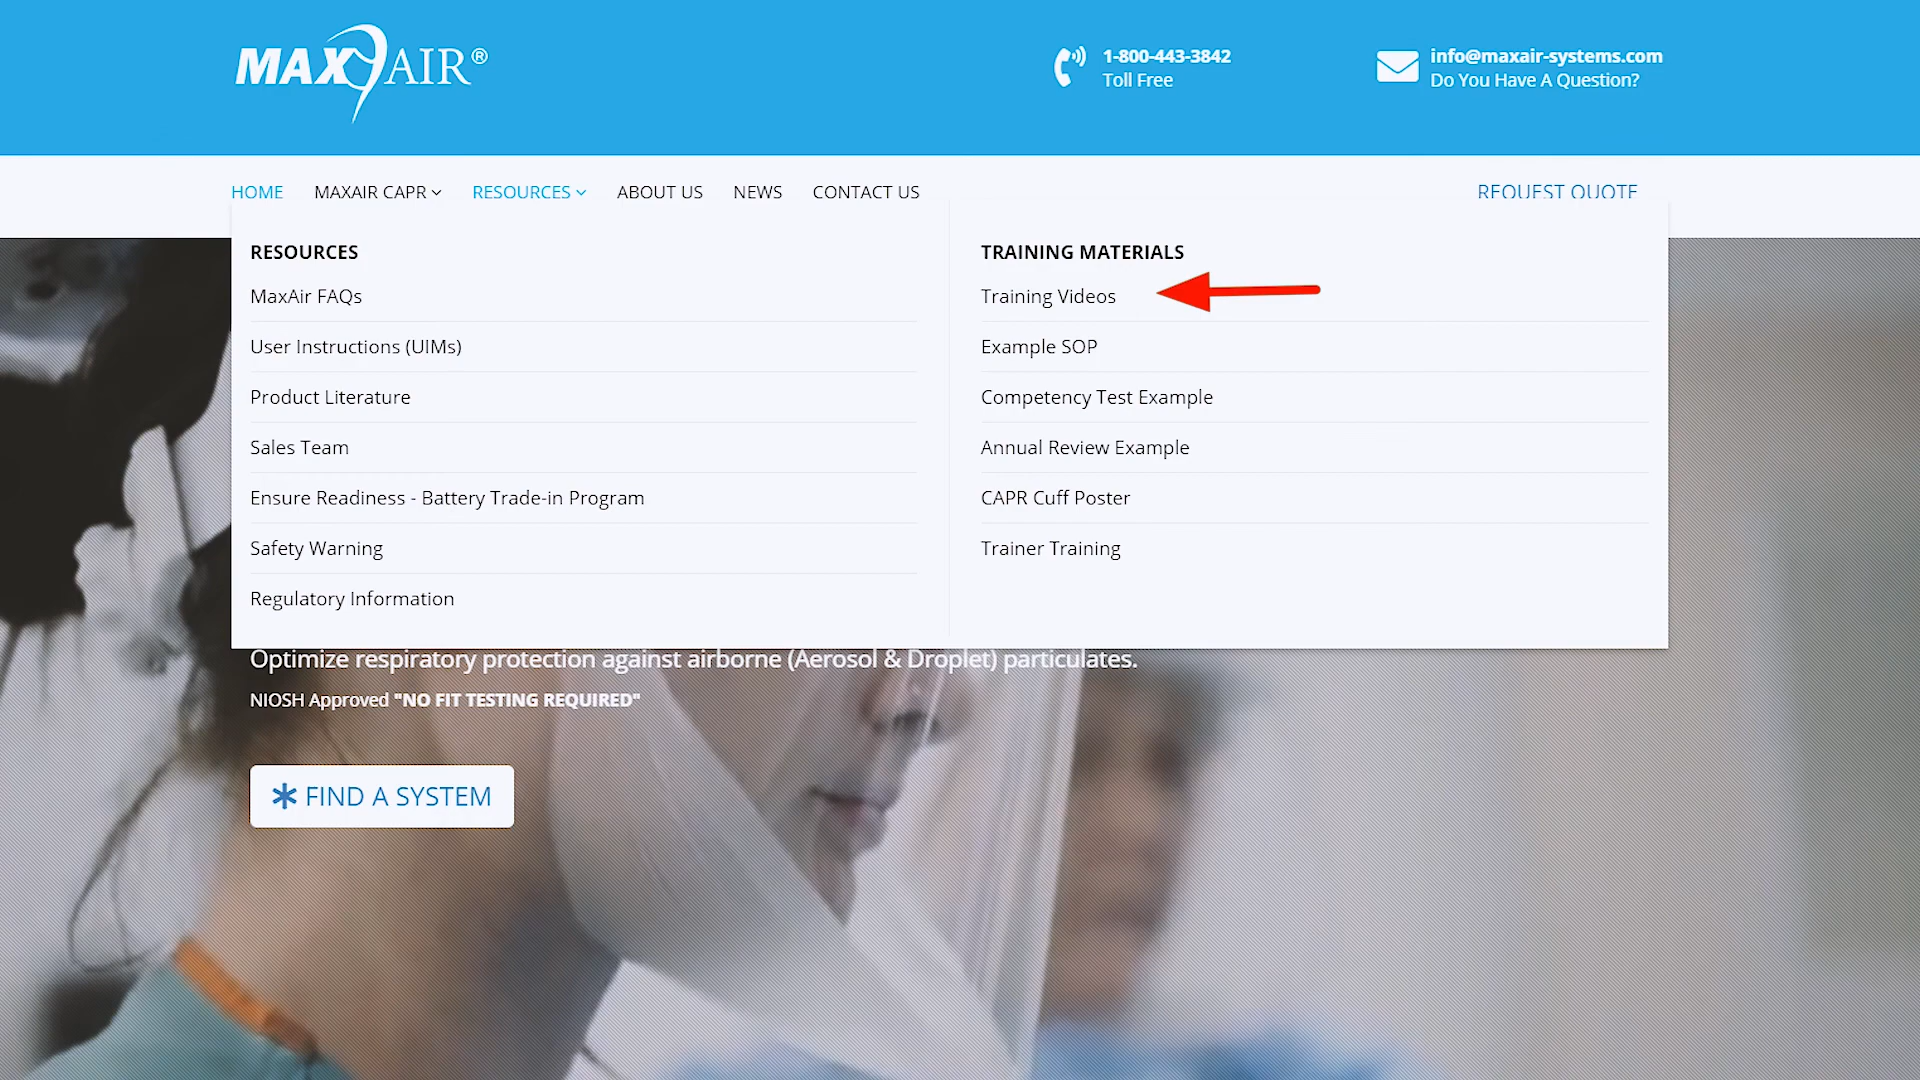 MAXAIR®
1-800-443-3842
Toll Free
info@maxair-systems.com
Do You Have A Question?
HOME
MAXAIR CAPR
RESOURCES
ABOUT US
NEWS
CONTACT US
REQUEST QUOTE
RESOURCES
MaxAir FAQs
User Instructions (UIMs)
Product Literature
Sales Team
Ensure Readiness - Battery Trade-in Program
Safety Warning
Regulatory Information
TRAINING MATERIALS
Training Videos
Example SOP
Competency Test Example
Annual Review Example
CAPR Cuff Poster
Trainer Training
Optimize respiratory protection against airborne (Aerosol & Droplet) particulates.
NIOSH Approved "NO FIT TESTING REQUIRED"
FIND A SYSTEM